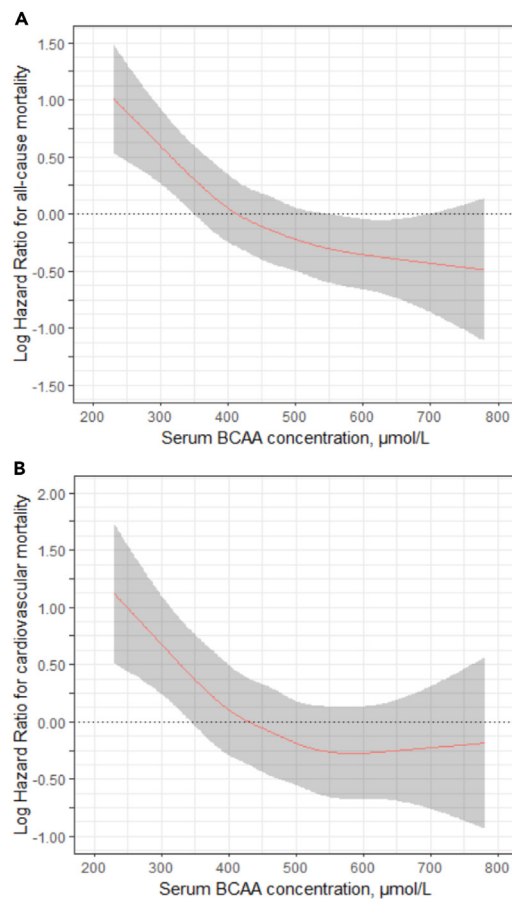 A
Log Hazard Ratio for all-cause mortality
1.50
1.00
0.50
0.00
-0.50
-1.00
-1.50
200 300 400 500 600 700 800
Serum BCAA concentration, µmol/L
B
Log Hazard Ratio for cardiovascular mortality
2.00
1.50
1.00
0.50
0.00
-0.50
-1.00
200 300 400 500 600 700 800
Serum BCAA concentration, µmol/L